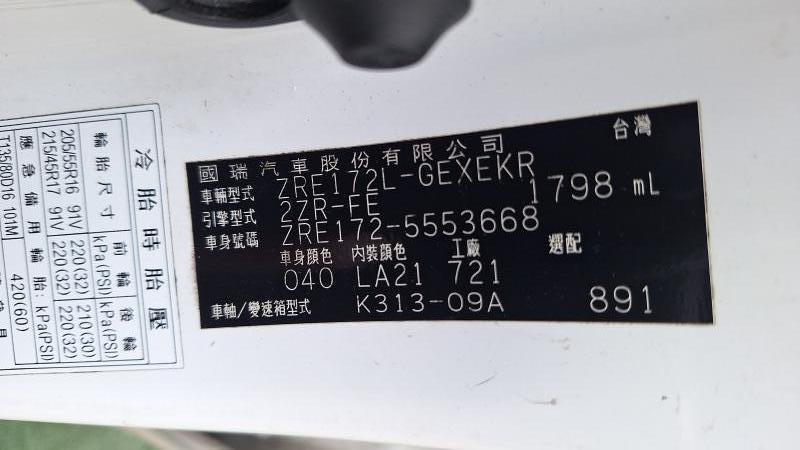 國瑞汽車股份有限公司 台灣
車輛型式 ZRE172L-GEXEKR
引擎型式 2ZR-FE 1798 mL
車身號碼 ZRE172-5553668
車身顏色 內裝顏色 工廠 選配
040 LA21 721
車軸/變速箱型式 K313-09A 891
冷胎時胎壓
輪胎尺寸 前輪 kPa(PSI) 後輪 kPa(PSI)
205/55R16 91V 220(32) 210(30)
215/45R17 91V 220(32) 220(32)
應急備用輪胎: kPa(PSI)
T135/80D16 101M 420(60)